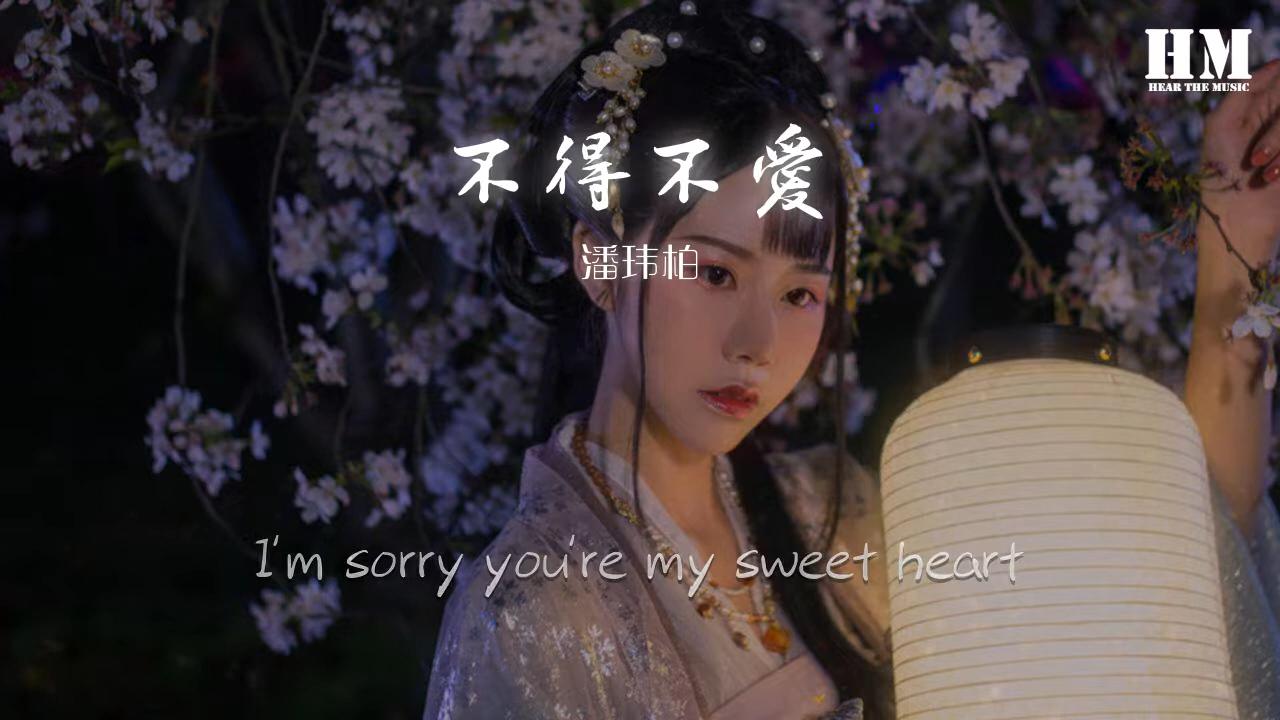 HM
HEAR THE MUSIC
不得不愛
潘玮柏
I'm sorry you're my sweet heart